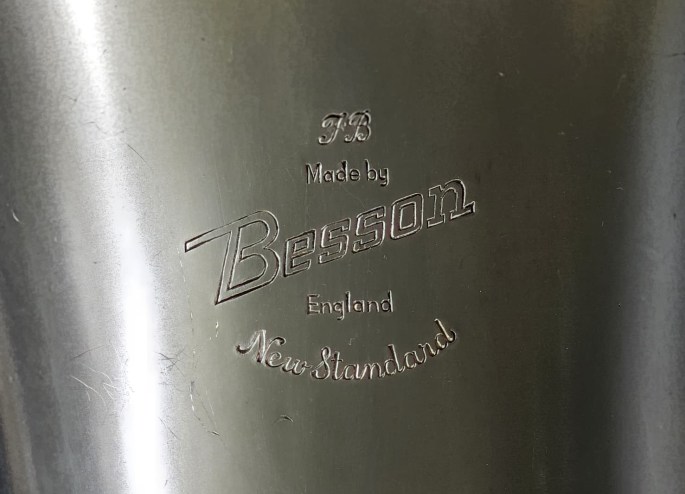 FB
Made by
Besson
England
New Standard